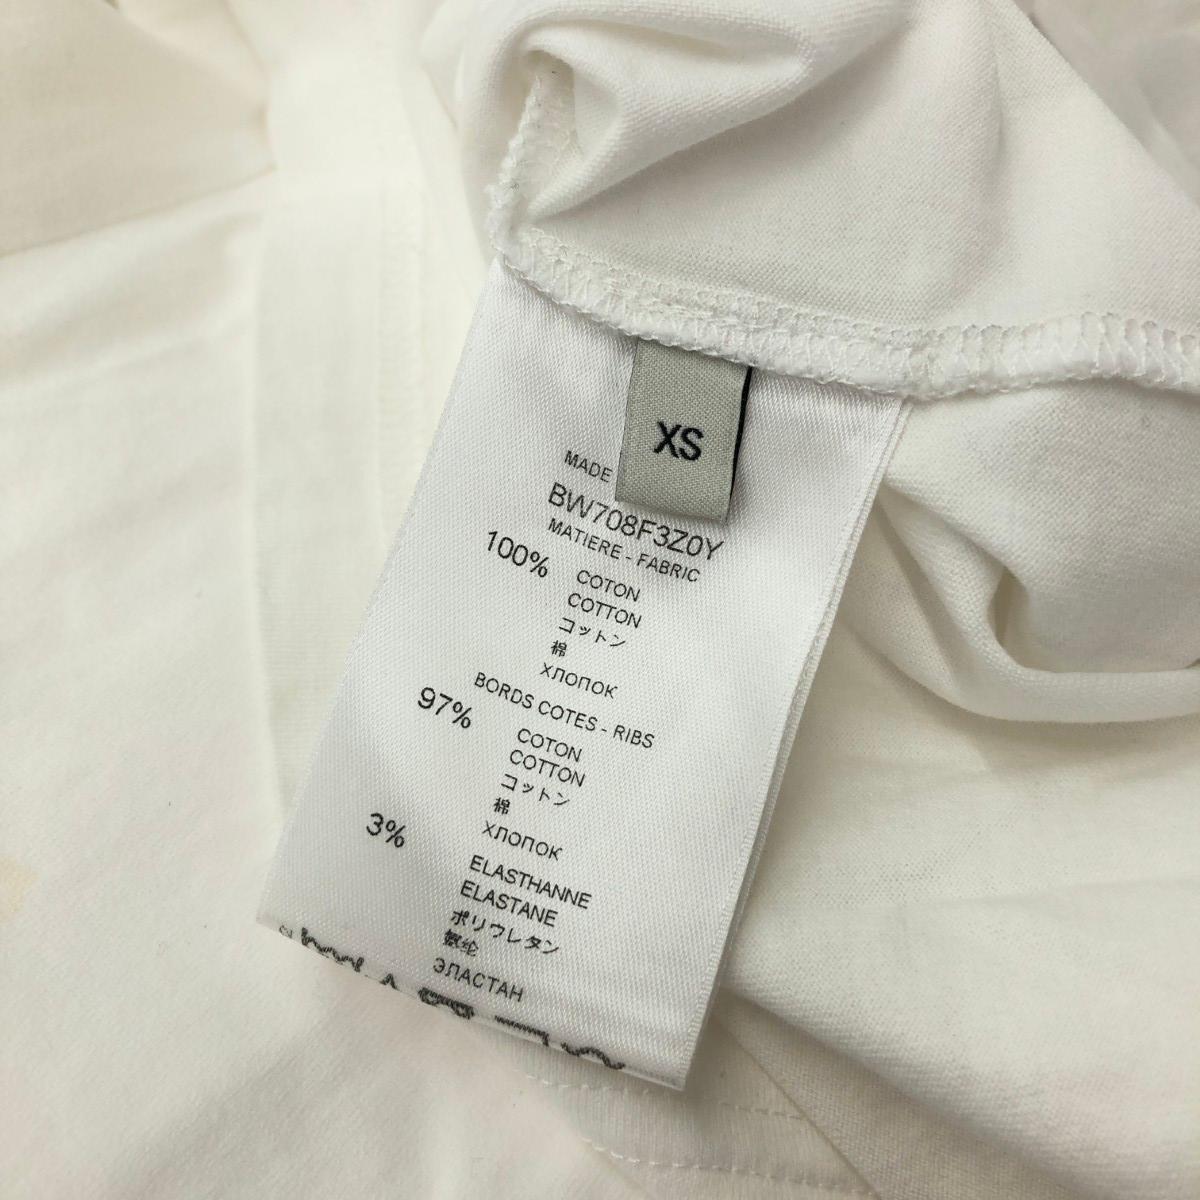 XS
MADE
BW708F3Z0Y
MATIERE - FABRIC
100% COTON
COTTON
コットン
棉
ХЛОПОК
BORDS COTES - RIBS
97% COTON
COTTON
コットン
棉
ХЛОПОК
3% ELASTHANNE
ELASTANE
ポリウレタン
氨纶
ЭЛАСТАН